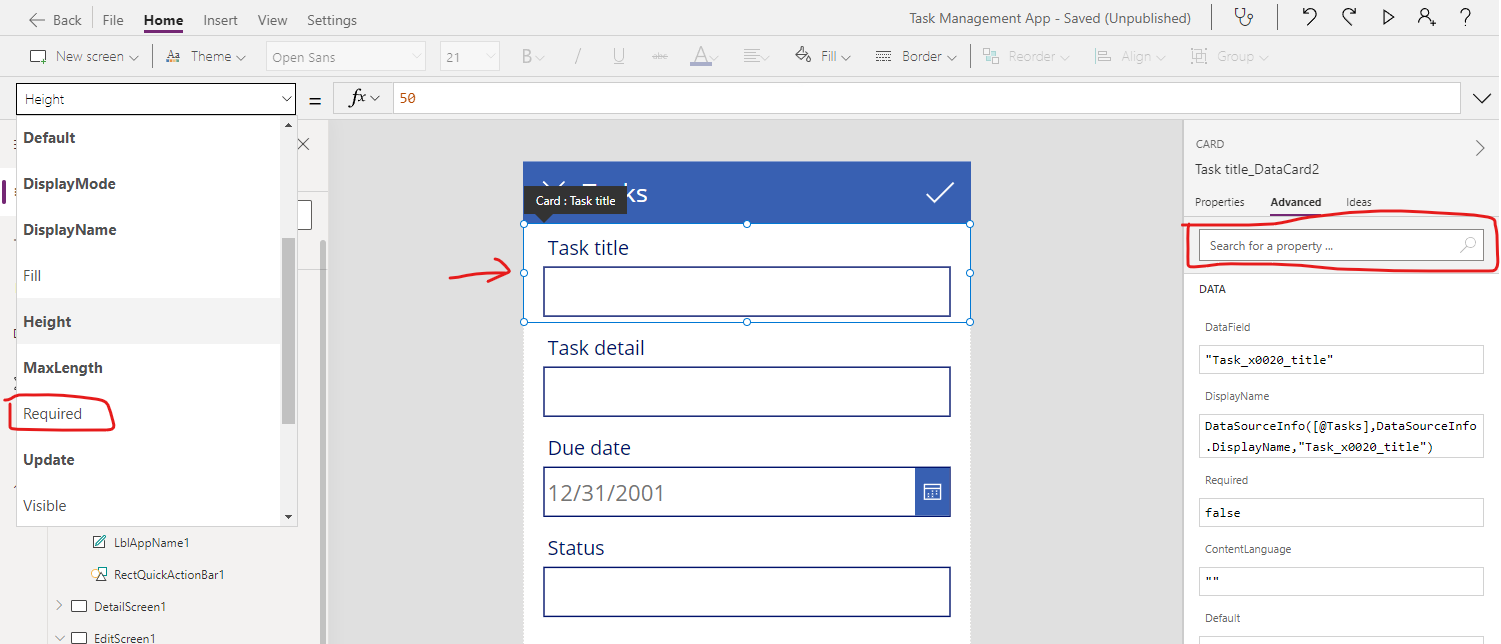 Back File Home Insert View Settings Task Management App - Saved (Unpublished)
New screen Theme Open Sans 21 B / U abc A Fill Border Reorder Align Group
Height = fx 50
Default
DisplayMode
DisplayName
Fill
Height
MaxLength
Required
Update
Visible
LblAppName1
RectQuickActionBar1
DetailScreen1
EditScreen1
Card : Task title
Task title
Task detail
Due date
12/31/2001
Status
CARD
Task title_DataCard2
Properties Advanced Ideas
Search for a property ...
DATA
DataField
"Task_x0020_title"
DisplayName
DataSourceInfo([@Tasks],DataSourceInfo
.DisplayName,"Task_x0020_title")
Required
false
ContentLanguage
""
Default